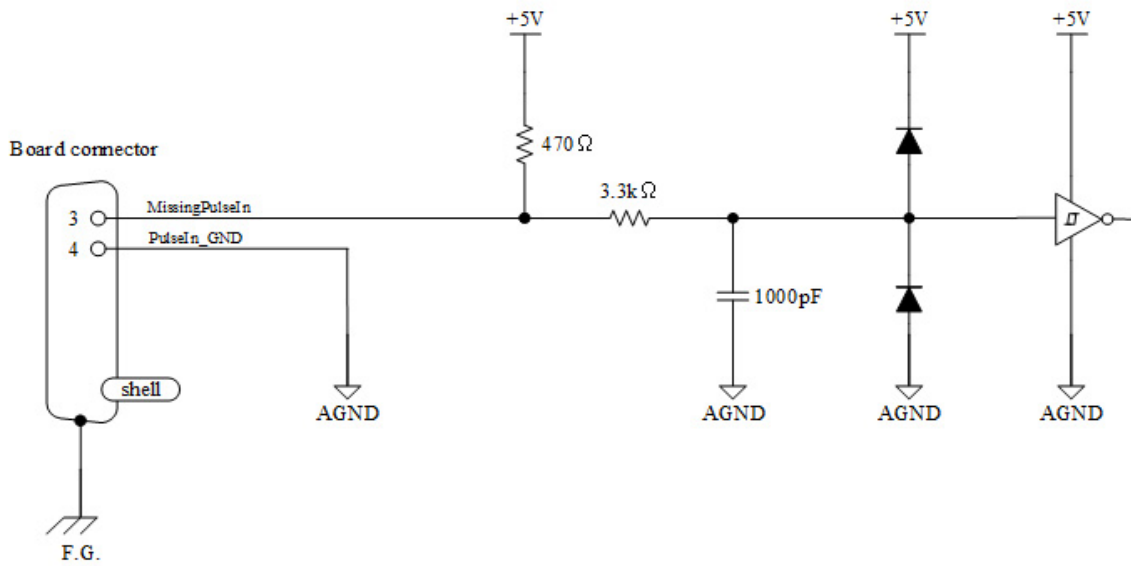 +5V
+5V
+5V
470Ω
Board connector
3.3kΩ
3
MissingPulseIn
4
PulseIn_GND
1000pF
shell
AGND
AGND
AGND
AGND
F.G.